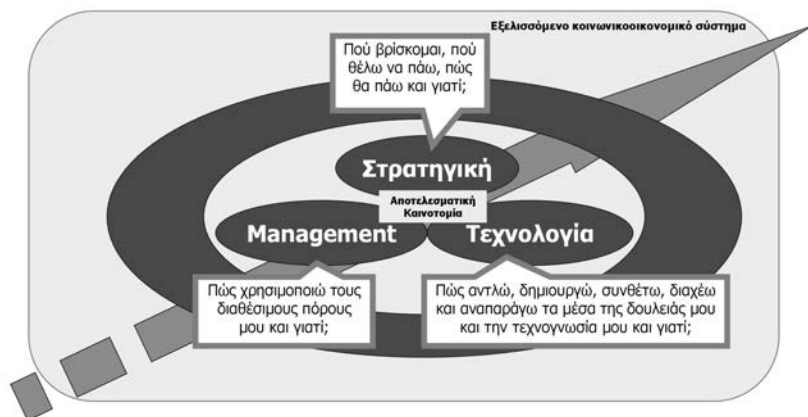 Εξελισσόμενο κοινωνικοοικονομικό σύστημα
Πού βρίσκομαι, πού
θέλω να πάω, πώς
θα πάω και γιατί;
Στρατηγική
Αποτελεσματική
Καινοτομία
Management
Τεχνολογία
Πώς χρησιμοποιώ τους
διαθέσιμους πόρους
μου και γιατί;
Πώς αντλώ, δημιουργώ, συνθέτω, διαχέω
και αναπαράγω τα μέσα της δουλειάς μου
και την τεχνογνωσία μου και γιατί;